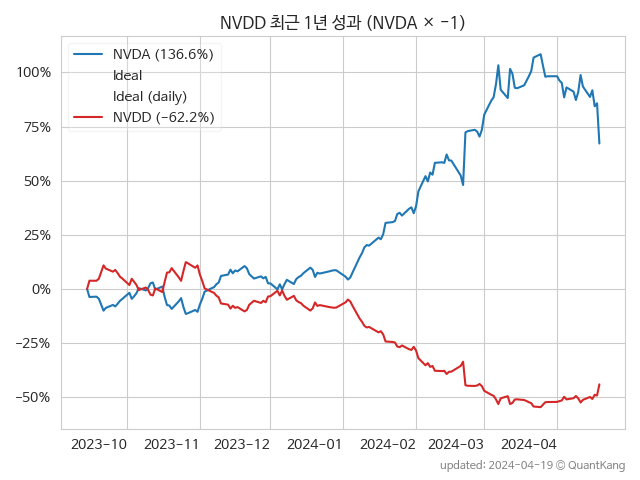 NVDD 최근 1년 성과 (NVDA × −1)
NVDA (136.6%)
Ideal
Ideal (daily)
NVDD (−62.2%)
100%
75%
50%
25%
0%
−25%
−50%
2023-10
2023-11
2023-12
2024-01
2024-02
2024-03
2024-04
updated: 2024-04-19 © QuantKang